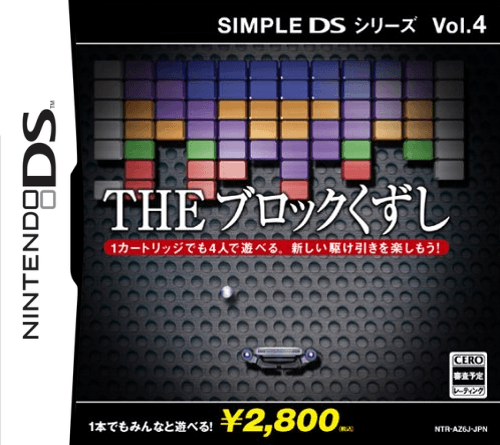 SIMPLE DS シリーズ Vol.4
NINTENDO DS™
THE ブロックくずし
1カートリッジでも4人で遊べる。新しい駆け引きを楽しもう!
CERO
審査予定
レーティング
1本でもみんなと遊べる! ¥2,800(税込)
NTR-AZ6J-JPN